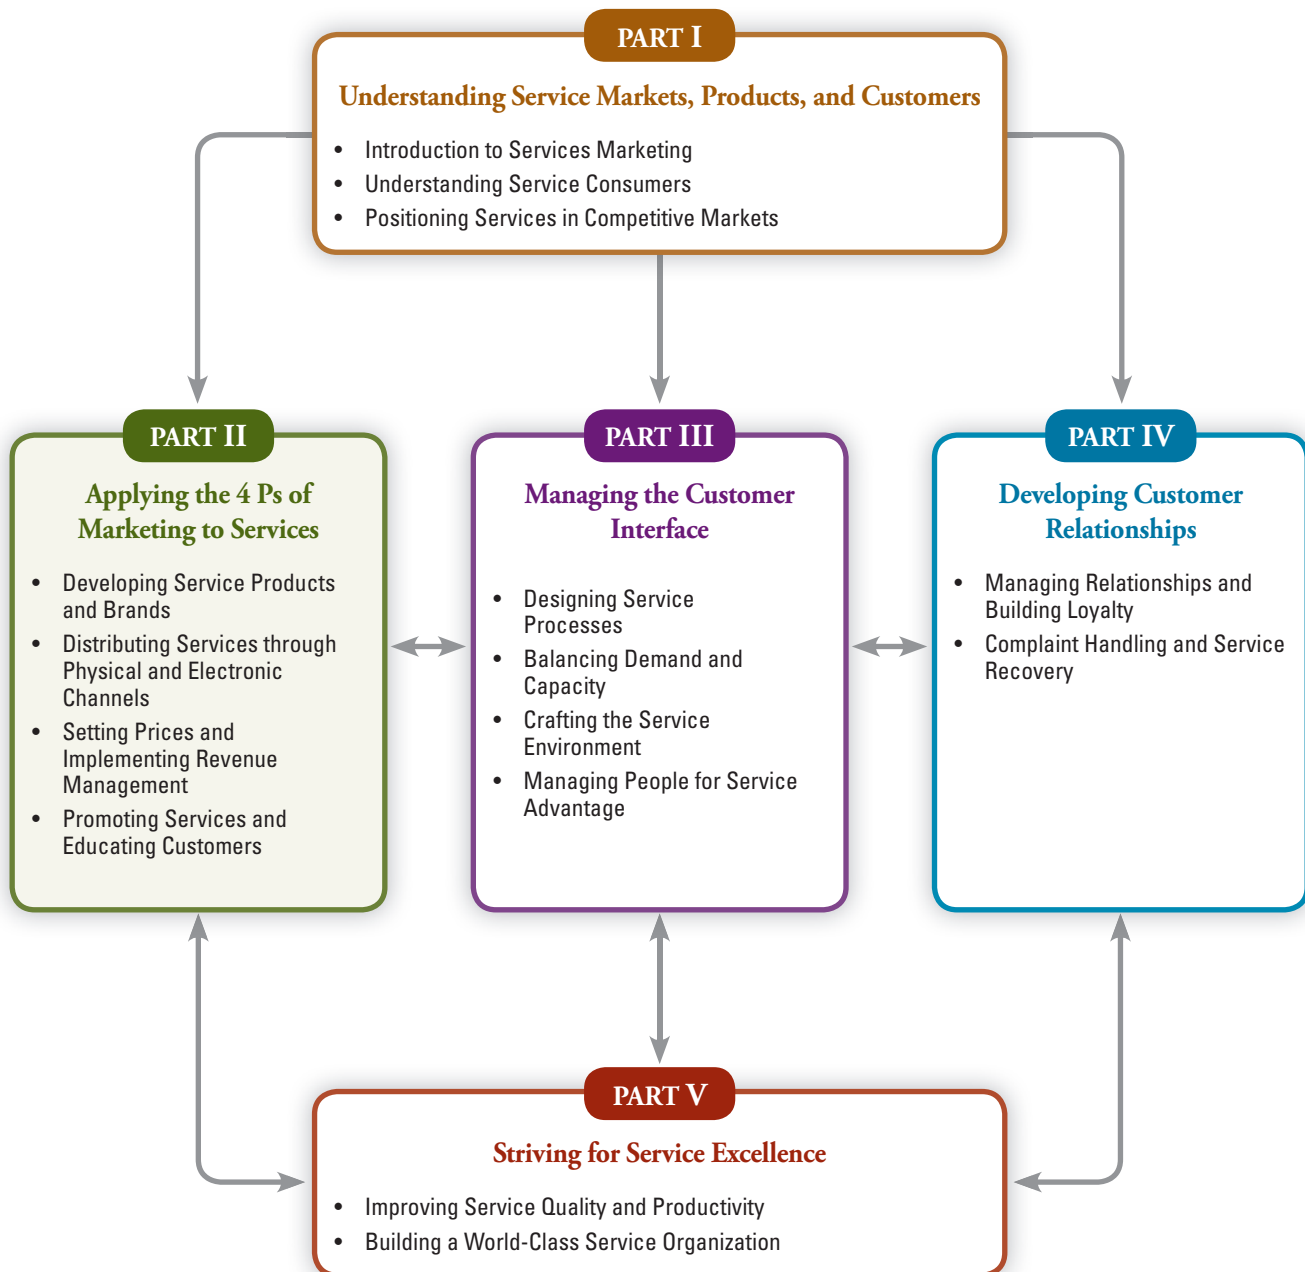 PART I
Understanding Service Markets, Products, and Customers
• Introduction to Services Marketing
• Understanding Service Consumers
• Positioning Services in Competitive Markets
PART II
Applying the 4 Ps of
Marketing to Services
• Developing Service Products
and Brands
• Distributing Services through
Physical and Electronic
Channels
• Setting Prices and
Implementing Revenue
Management
• Promoting Services and
Educating Customers
PART III
Managing the Customer
Interface
• Designing Service
Processes
• Balancing Demand and
Capacity
• Crafting the Service
Environment
• Managing People for Service
Advantage
PART IV
Developing Customer
Relationships
• Managing Relationships and
Building Loyalty
• Complaint Handling and Service
Recovery
PART V
Striving for Service Excellence
• Improving Service Quality and Productivity
• Building a World-Class Service Organization